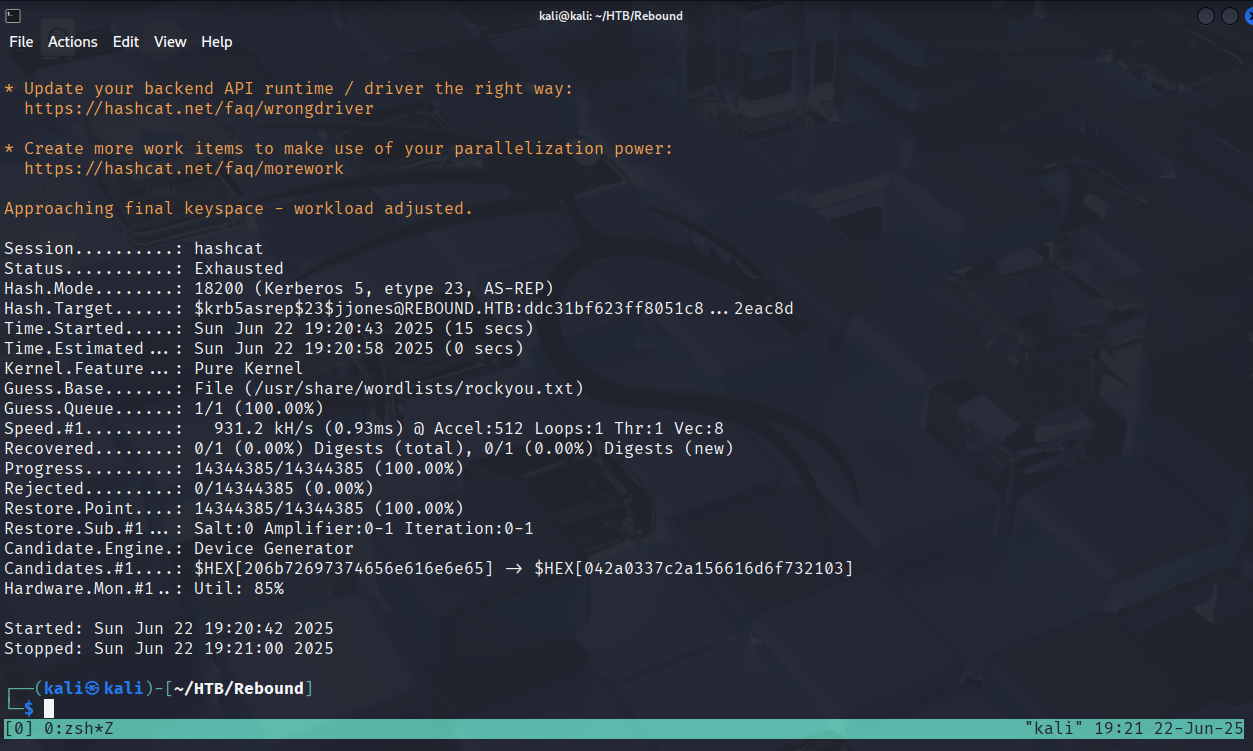 kali@kali: ~/HTB/Rebound
File Actions Edit View Help
* Update your backend API runtime / driver the right way:
https://hashcat.net/faq/wrongdriver
* Create more work items to make use of your parallelization power:
https://hashcat.net/faq/morework
Approaching final keyspace - workload adjusted.
Session..........: hashcat
Status...........: Exhausted
Hash.Mode........: 18200 (Kerberos 5, etype 23, AS-REP)
Hash.Target......: $krb5asrep$23$jjones@REBOUND.HTB:ddc31bf623ff8051c8...2eac8d
Time.Started.....: Sun Jun 22 19:20:43 2025 (15 secs)
Time.Estimated...: Sun Jun 22 19:20:58 2025 (0 secs)
Kernel.Feature...: Pure Kernel
Guess.Base.......: File (/usr/share/wordlists/rockyou.txt)
Guess.Queue......: 1/1 (100.00%)
Speed.#1.........:   931.2 kH/s (0.93ms) @ Accel:512 Loops:1 Thr:1 Vec:8
Recovered........: 0/1 (0.00%) Digests (total), 0/1 (0.00%) Digests (new)
Progress.........: 14344385/14344385 (100.00%)
Rejected.........: 0/14344385 (0.00%)
Restore.Point....: 14344385/14344385 (100.00%)
Restore.Sub.#1...: Salt:0 Amplifier:0-1 Iteration:0-1
Candidate.Engine.: Device Generator
Candidates.#1....: $HEX[206b72697374656e616e6e65] -> $HEX[042a0337c2a156616d6f732103]
Hardware.Mon.#1..: Util: 85%
Started: Sun Jun 22 19:20:42 2025
Stopped: Sun Jun 22 19:21:00 2025
┌──(kali㉿kali)-[~/HTB/Rebound]
└─$
[0] 0:zsh*Z "kali" 19:21 22-Jun-25